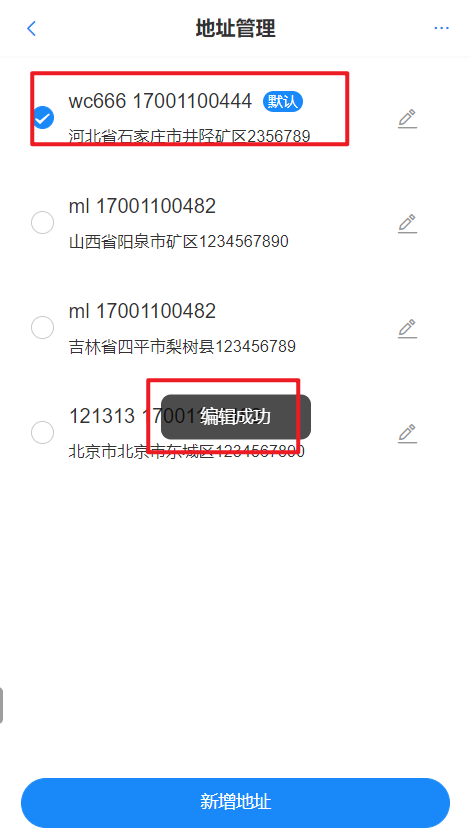 地址管理
wc666 17001100444 默认
河北省石家庄市井陉矿区2356789
ml 17001100482
山西省阳泉市矿区1234567890
ml 17001100482
吉林省四平市梨树县123456789
121313 17001
编辑成功
北京市北京市东城区1234567890
新增地址